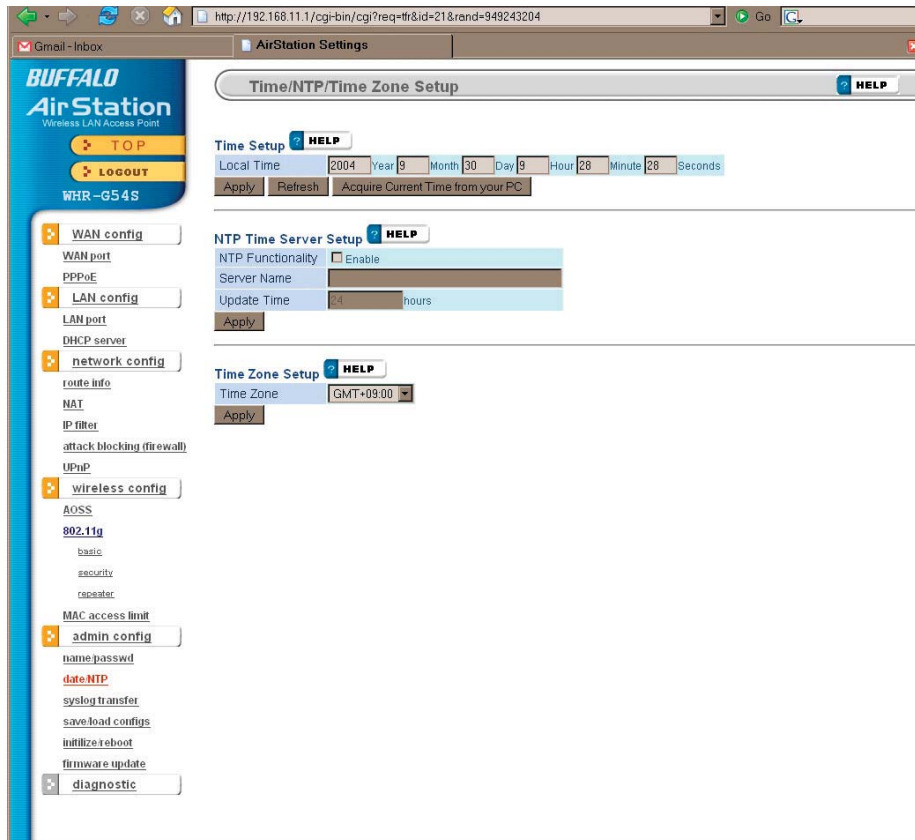 http://192.168.11.1/cgi-bin/cgi?req=tfr&id=21&rand=949243204 Go G
Gmail - Inbox AirStation Settings
BUFFALO
AirStation
Wireless LAN Access Point
TOP
LOGOUT
WHR-G54S
WAN config
WAN port
PPPoE
LAN config
LAN port
DHCP server
network config
route info
NAT
IP filter
attack blocking (firewall)
UPnP
wireless config
AOSS
802.11g
basic
security
repeater
MAC access limit
admin config
name/passwd
date/NTP
syslog transfer
save/load configs
initilize/reboot
firmware update
diagnostic
Time/NTP/Time Zone Setup ? HELP
Time Setup ? HELP
Local Time 2004 Year 9 Month 30 Day 9 Hour 28 Minute 28 Seconds
Apply Refresh Acquire Current Time from your PC
NTP Time Server Setup ? HELP
NTP Functionality Enable
Server Name
Update Time 24 hours
Apply
Time Zone Setup ? HELP
Time Zone GMT+09:00
Apply